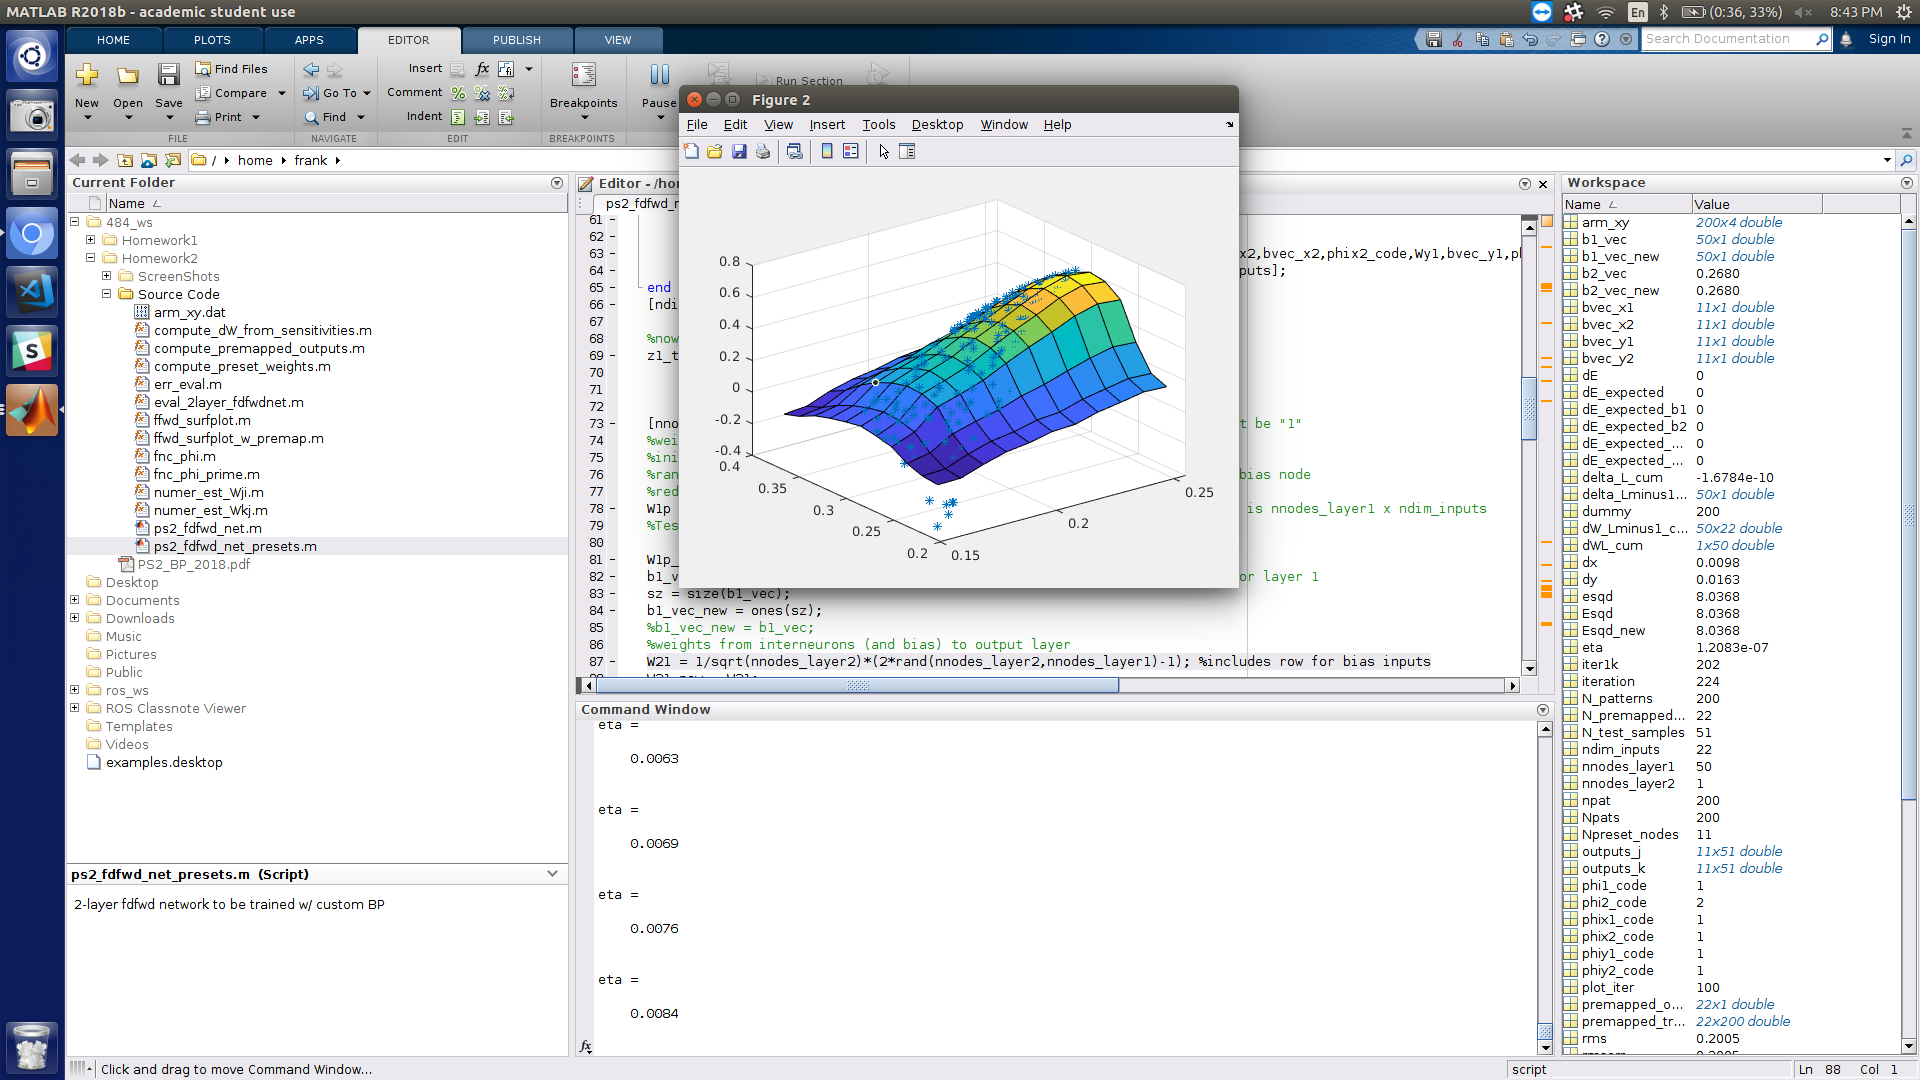 MATLAB R2018b - academic student use
En (0:36, 33%) 8:43 PM
HOME PLOTS APPS EDITOR PUBLISH VIEW
Search Documentation Sign In
New Open Save Find Files Compare Print
Insert fx Comment Indent Go To Find
Breakpoints Pause Run Section
FILE NAVIGATE EDIT BREAKPOINTS
/ home frank
Current Folder
Name
484_ws
Homework1
Homework2
ScreenShots
Source Code
arm_xy.dat
compute_dW_from_sensitivities.m
compute_premapped_outputs.m
compute_preset_weights.m
err_eval.m
eval_2layer_fdfwdnet.m
ffwd_surfplot.m
ffwd_surfplot_w_premap.m
fnc_phi.m
fnc_phi_prime.m
numer_est_Wji.m
numer_est_Wkj.m
ps2_fdfwd_net.m
ps2_fdfwd_net_presets.m
PS2_BP_2018.pdf
Desktop
Documents
Downloads
Music
Pictures
Public
ros_ws
ROS Classnote Viewer
Templates
Videos
examples.desktop
ps2_fdfwd_net_presets.m (Script)
2-layer fdfwd network to be trained w/ custom BP
Click and drag to move Command Window...
Figure 2
File Edit View Insert Tools Desktop Window Help
0.8
0.6
0.4
0.2
0
-0.2
-0.4
0.4
0.35
0.3
0.25
0.2
0.15
0.2
0.25
Editor - /ho
ps2_fdfwd_
61 -
62 -
63 - x2,bvec_x2,phix2_code,Wy1,bvec_y1,p
64 - puts];
65 - end
66 - [ndi
67 -
68 - %now
69 - z1_t
70 -
71 -
72 -
73 - [nno t be "1"
74 - %wei
75 - %ini
76 - %ran bias node
77 - %red
78 - W1p is nnodes_layer1 x ndim_inputs
79 - %Tes
80 -
81 - W1p_
82 - b1_v or layer 1
83 - sz = size(b1_vec);
84 - b1_vec_new = ones(sz);
85 - %b1_vec_new = b1_vec;
86 - %weights from interneurons (and bias) to output layer
87 - W21 = 1/sqrt(nnodes_layer2)*(2*rand(nnodes_layer2,nnodes_layer1)-1); %includes row for bias inputs
Command Window
eta =
0.0063
eta =
0.0069
eta =
0.0076
eta =
0.0084
fx
Workspace
Name Value
arm_xy 200x4 double
b1_vec 50x1 double
b1_vec_new 50x1 double
b2_vec 0.2680
b2_vec_new 0.2680
bvec_x1 11x1 double
bvec_x2 11x1 double
bvec_y1 11x1 double
bvec_y2 11x1 double
dE 0
dE_expected 0
dE_expected_b1 0
dE_expected_b2 0
dE_expected_... 0
dE_expected_... 0
delta_L_cum -1.6784e-10
delta_Lminus1... 50x1 double
dummy 200
dW_Lminus1_c... 50x22 double
dWL_cum 1x50 double
dx 0.0098
dy 0.0163
esqd 8.0368
Esqd 8.0368
Esqd_new 8.0368
eta 1.2083e-07
iter1k 202
iteration 224
N_patterns 200
N_premapped... 22
N_test_samples 51
ndim_inputs 22
nnodes_layer1 50
nnodes_layer2 1
npat 200
Npats 200
Npreset_nodes 11
outputs_j 11x51 double
outputs_k 11x51 double
phi1_code 1
phi2_code 2
phix1_code 1
phix2_code 1
phiy1_code 1
phiy2_code 1
plot_iter 100
premapped_o... 22x1 double
premapped_tr... 22x200 double
rms 0.2005
script Ln 88 Col 1